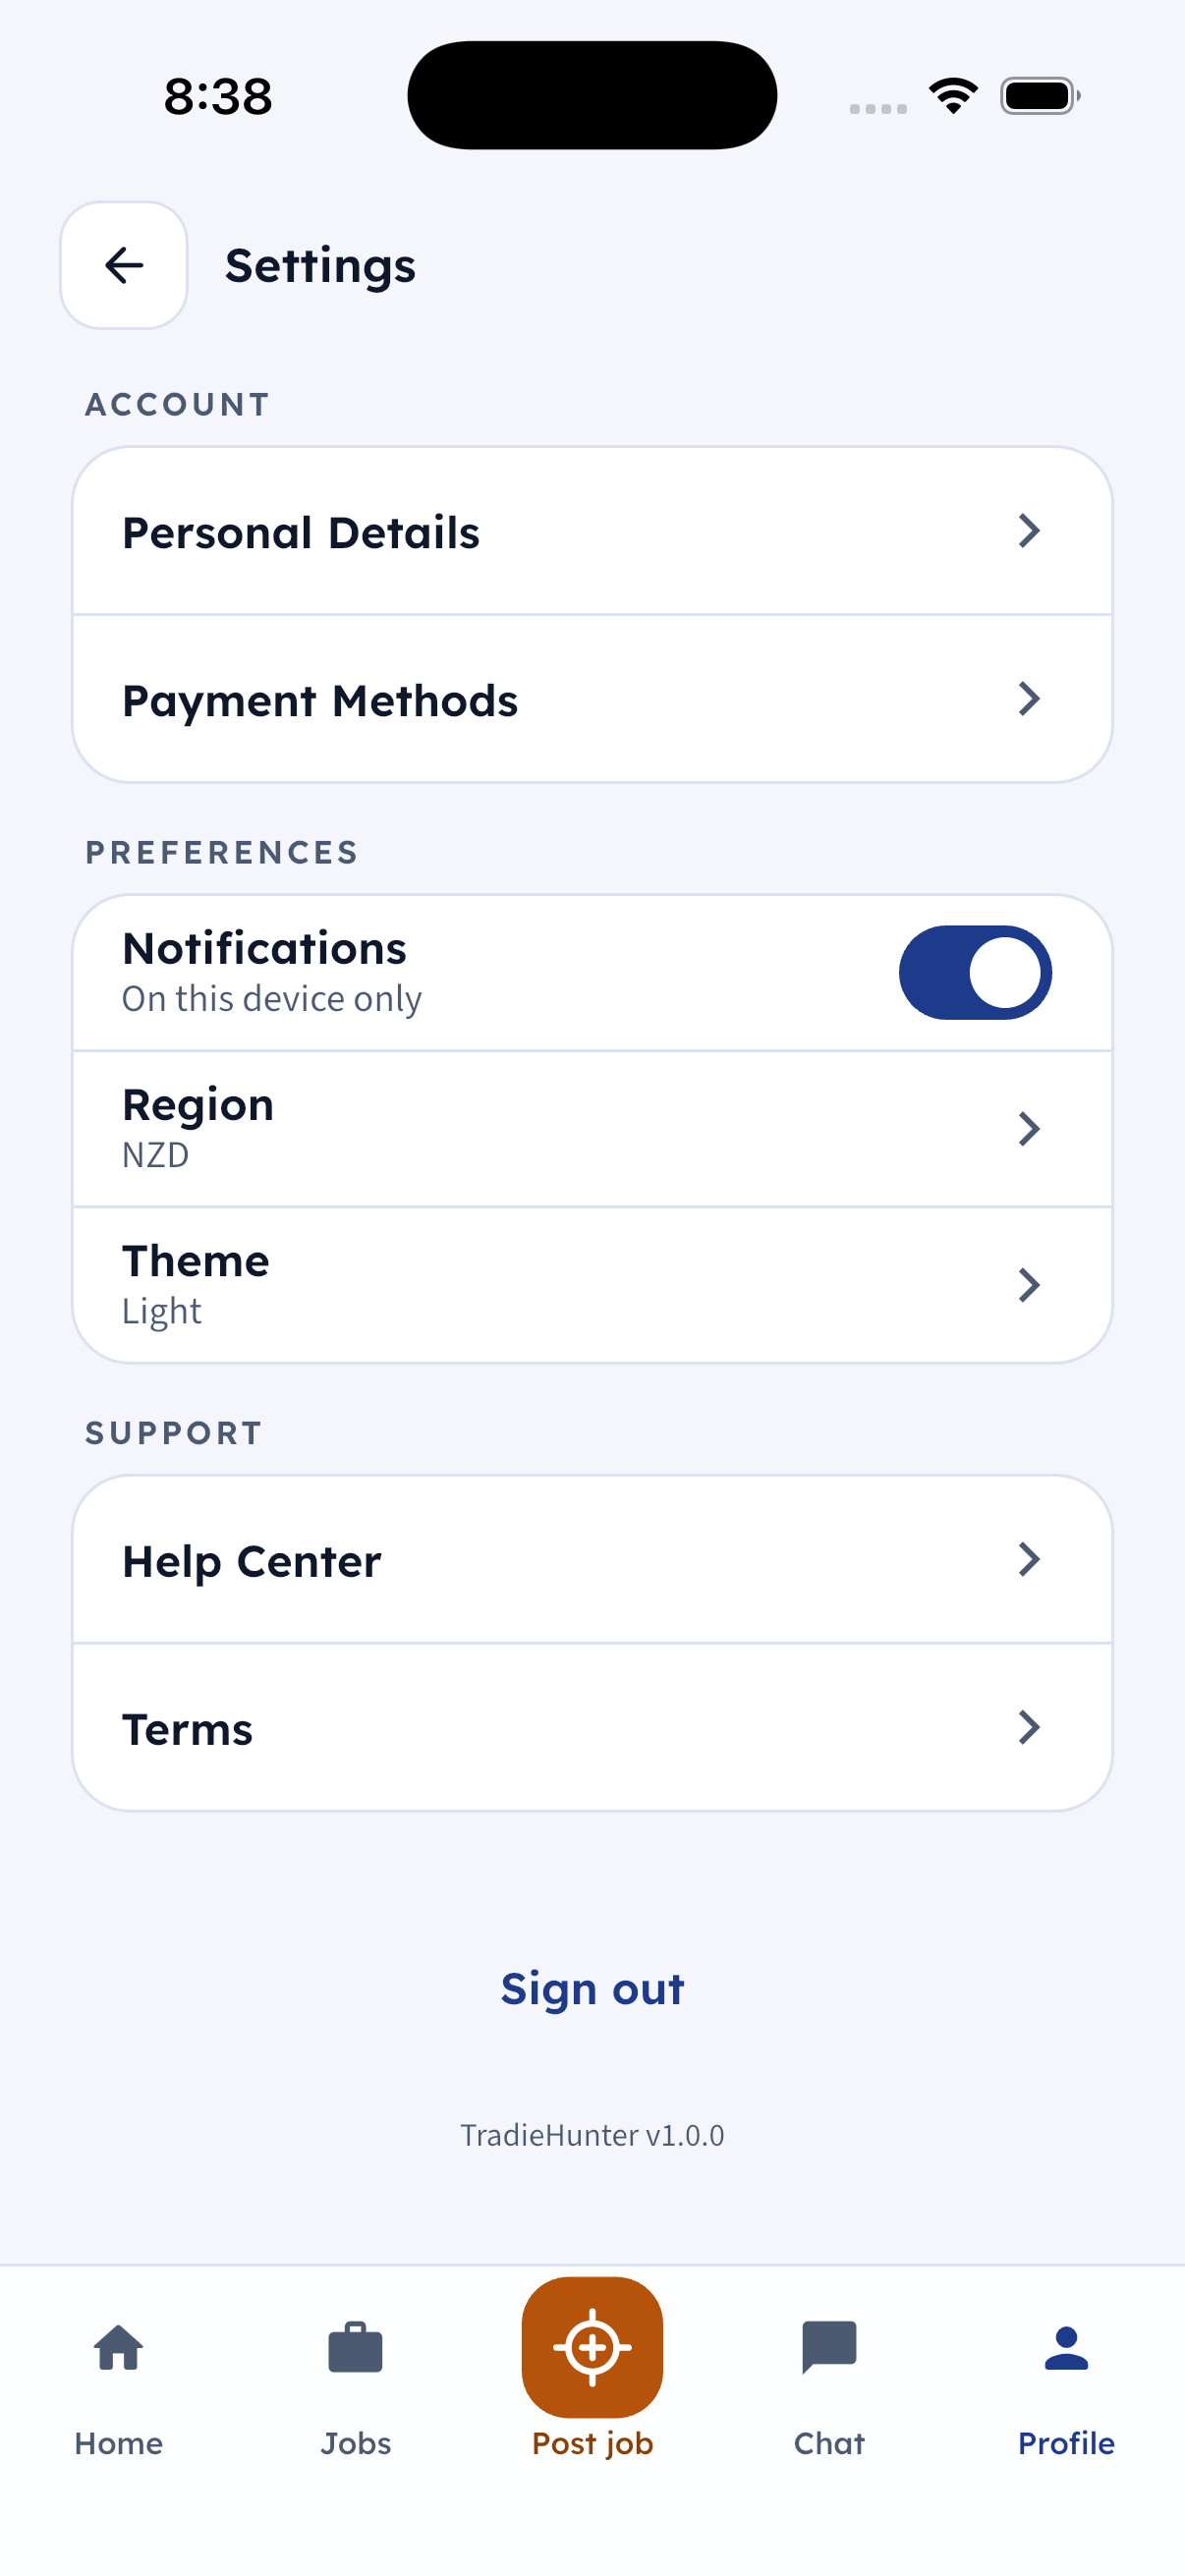 8:38
Settings
ACCOUNT
Personal Details
Payment Methods
PREFERENCES
Notifications
On this device only
Region
NZD
Theme
Light
SUPPORT
Help Center
Terms
Sign out
TradieHunter v1.0.0
Home
Jobs
Post job
Chat
Profile